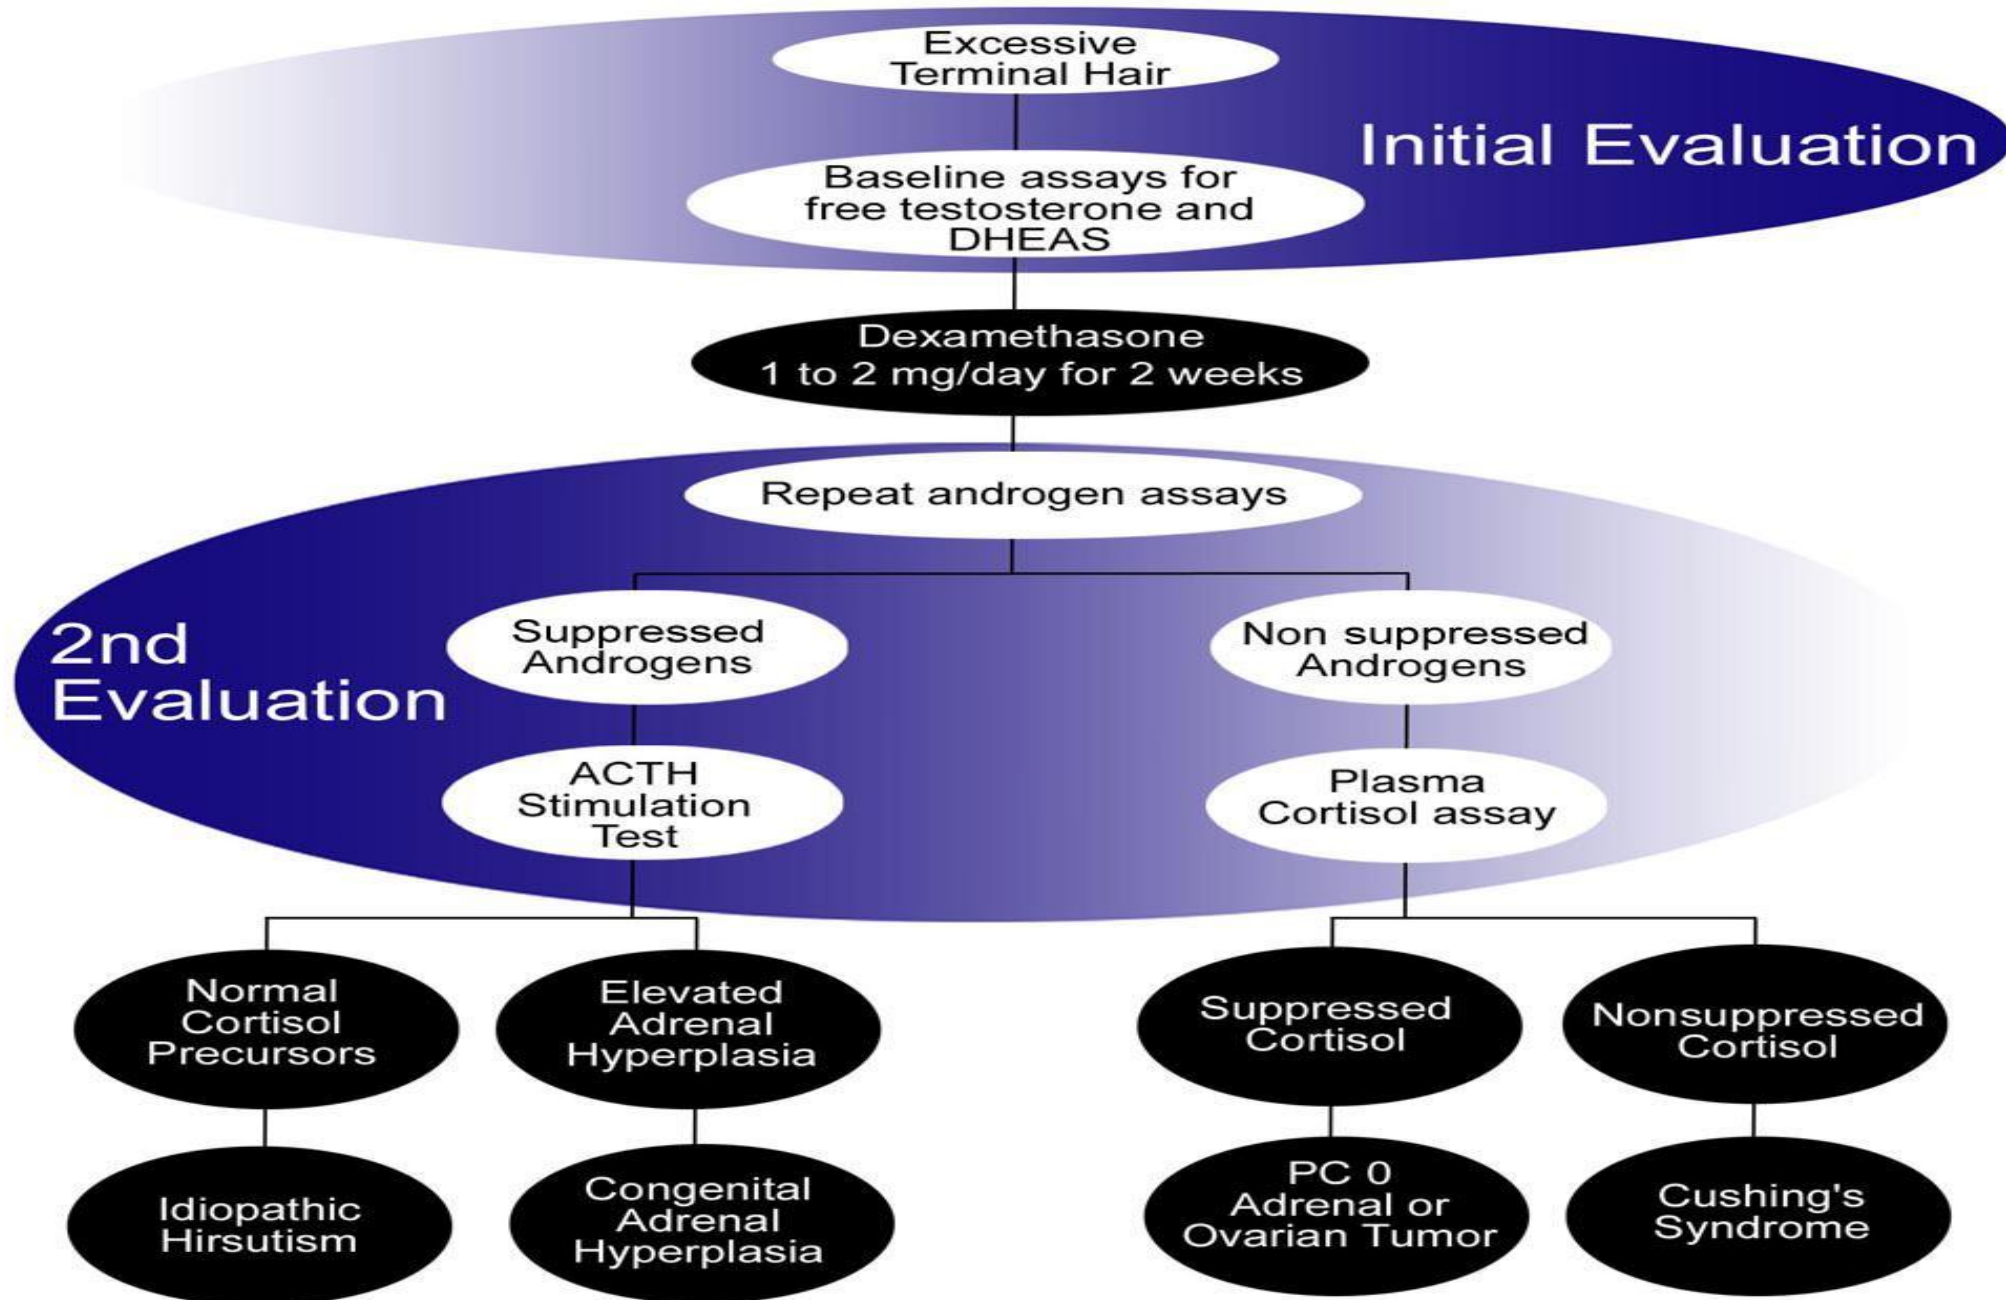 Excessive
Terminal Hair
Initial Evaluation
Baseline assays for
free testosterone and
DHEAS
Dexamethasone
1 to 2 mg/day for 2 weeks
Repeat androgen assays
2nd
Evaluation
Suppressed
Androgens
Non suppressed
Androgens
ACTH
Stimulation
Test
Plasma
Cortisol assay
Normal
Cortisol
Precursors
Elevated
Adrenal
Hyperplasia
Suppressed
Cortisol
Nonsuppressed
Cortisol
Idiopathic
Hirsutism
Congenital
Adrenal
Hyperplasia
PC 0
Adrenal or
Ovarian Tumor
Cushing's
Syndrome